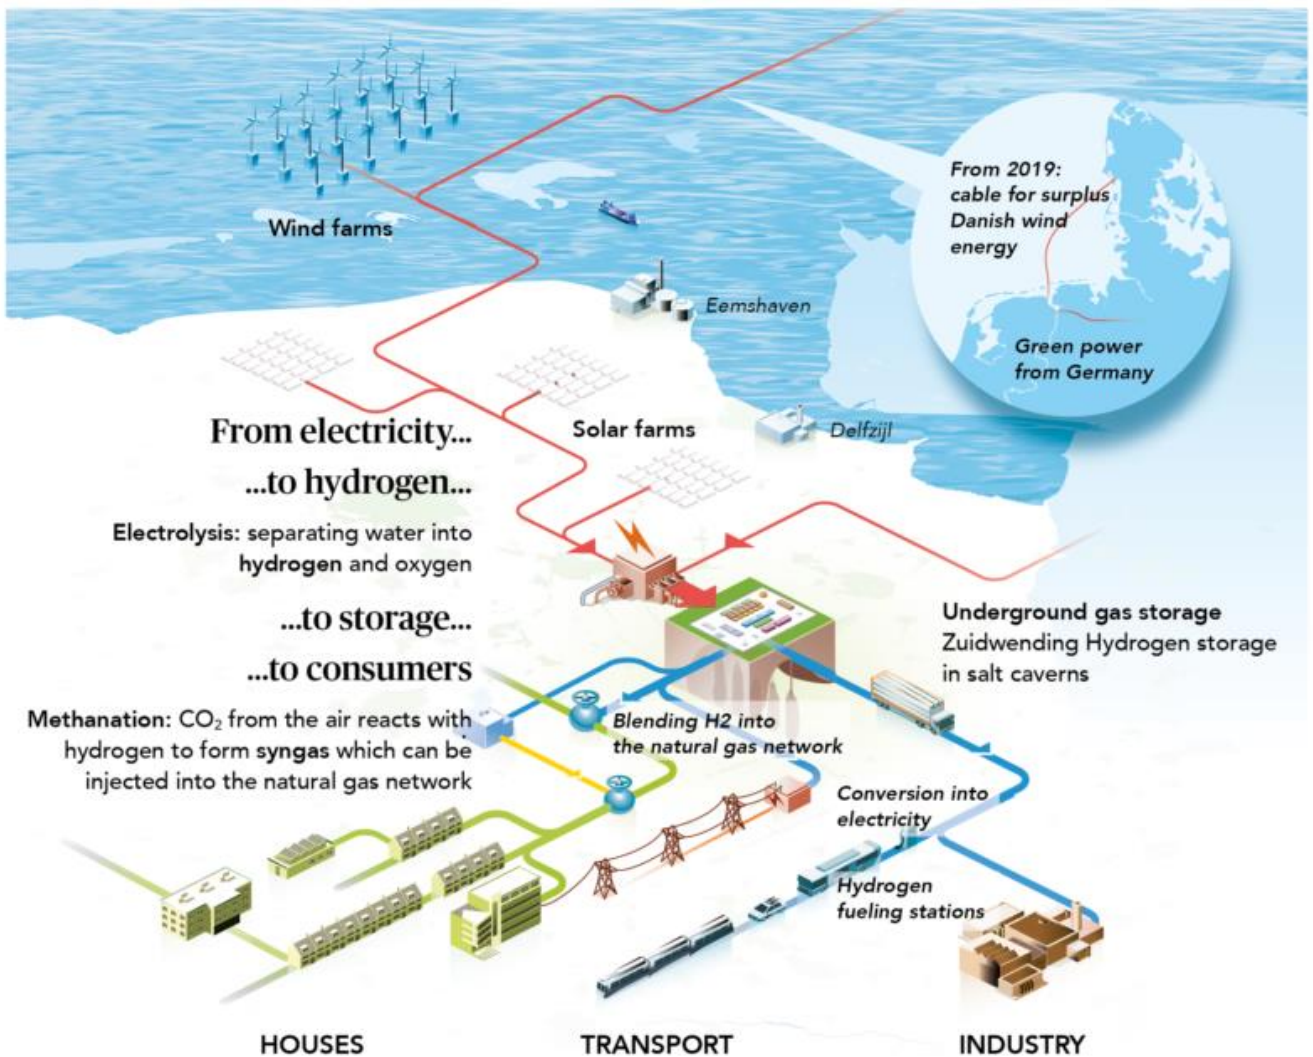 From 2019:
cable for surplus
Danish wind
energy
Wind farms
Eemshaven
Green power
from Germany
From electricity...
Solar farms
Delfzijl
...to hydrogen...
Electrolysis: separating water into
hydrogen and oxygen
...to storage...
Underground gas storage
Zuidwending Hydrogen storage
in salt caverns
...to consumers
Methanation: CO₂ from the air reacts with
hydrogen to form syngas which can be
injected into the natural gas network
Blending H2 into
the natural gas network
Conversion into
electricity
Hydrogen
fueling stations
HOUSES
TRANSPORT
INDUSTRY